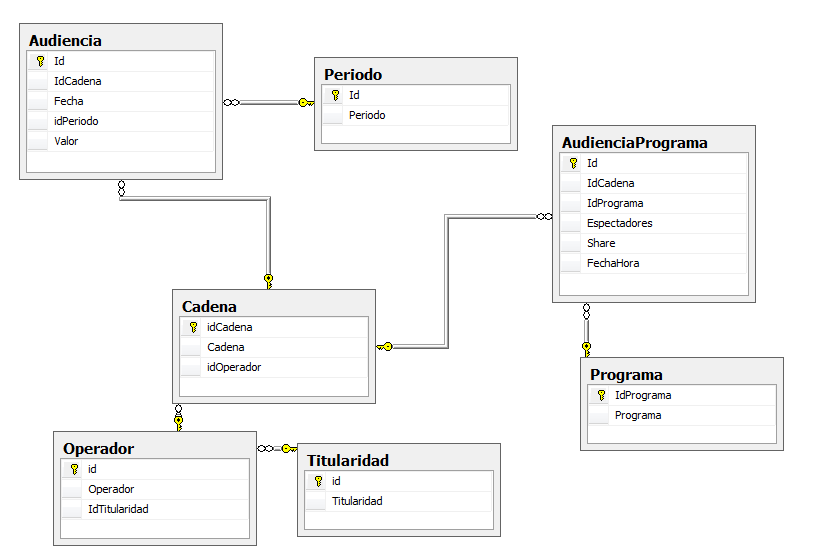 Audiencia
Id
IdCadena
Fecha
idPeriodo
Valor
Periodo
Id
Periodo
AudienciaPrograma
Id
IdCadena
IdPrograma
Espectadores
Share
FechaHora
Cadena
idCadena
Cadena
idOperador
Programa
IdPrograma
Programa
Operador
id
Operador
IdTitularidad
Titularidad
id
Titularidad